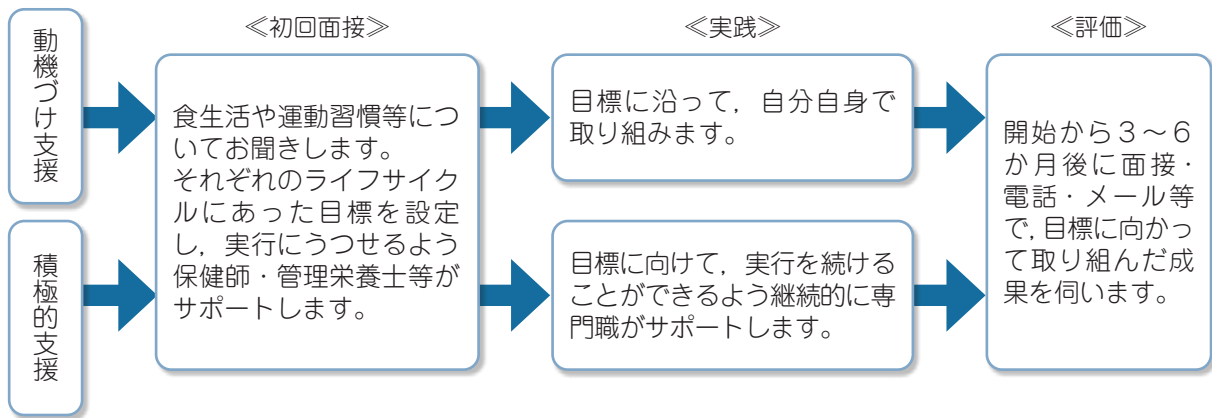 動機づけ支援
積極的支援
≪初回面接≫
食生活や運動習慣等につ
いてお聞きします。
それぞれのライフサイク
ルにあった目標を設定
し，実行にうつせるよう
保健師・管理栄養士等が
サポートします。
≪実践≫
目標に沿って，自分自身で
取り組みます。
目標に向けて，実行を続ける
ことができるよう継続的に専
門職がサポートします。
≪評価≫
開始から３～６
か月後に面接・
電話・メール等
で，目標に向かっ
て取り組んだ成
果を伺います。